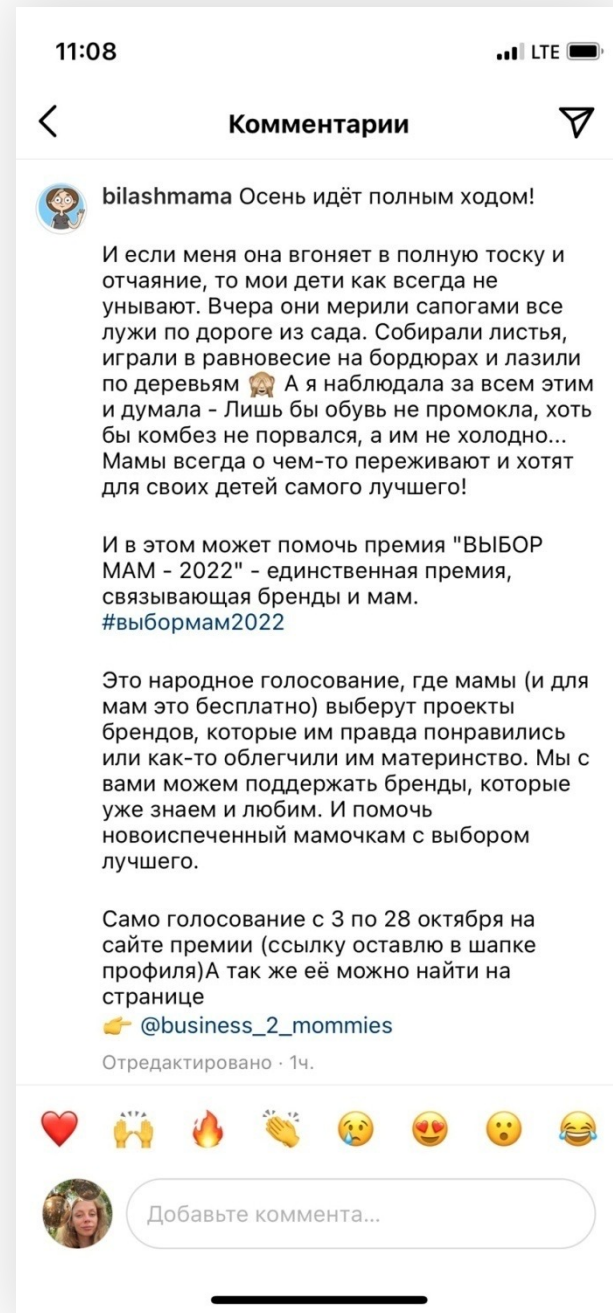 11:08
LTE
Комментарии
bilashmama Осень идёт полным ходом!
И если меня она вгоняет в полную тоску и
отчаяние, то мои дети как всегда не
унывают. Вчера они мерили сапогами все
лужи по дороге из сада. Собирали листья,
играли в равновесие на бордюрах и лазили
по деревьям 🙈 А я наблюдала за всем этим
и думала - Лишь бы обувь не промокла, хоть
бы комбез не порвался, а им не холодно...
Мамы всегда о чем-то переживают и хотят
для своих детей самого лучшего!
И в этом может помочь премия "ВЫБОР
МАМ - 2022" - единственная премия,
связывающая бренды и мам.
#выбормам2022
Это народное голосование, где мамы (и для
мам это бесплатно) выберут проекты
брендов, которые им правда понравились
или как-то облегчили им материнство. Мы с
вами можем поддержать бренды, которые
уже знаем и любим. И помочь
новоиспеченный мамочкам с выбором
лучшего.
Само голосование с 3 по 28 октября на
сайте премии (ссылку оставлю в шапке
профиля)А так же её можно найти на
странице
👉 @business_2_mommies
Отредактировано · 1ч.
Добавьте коммента...